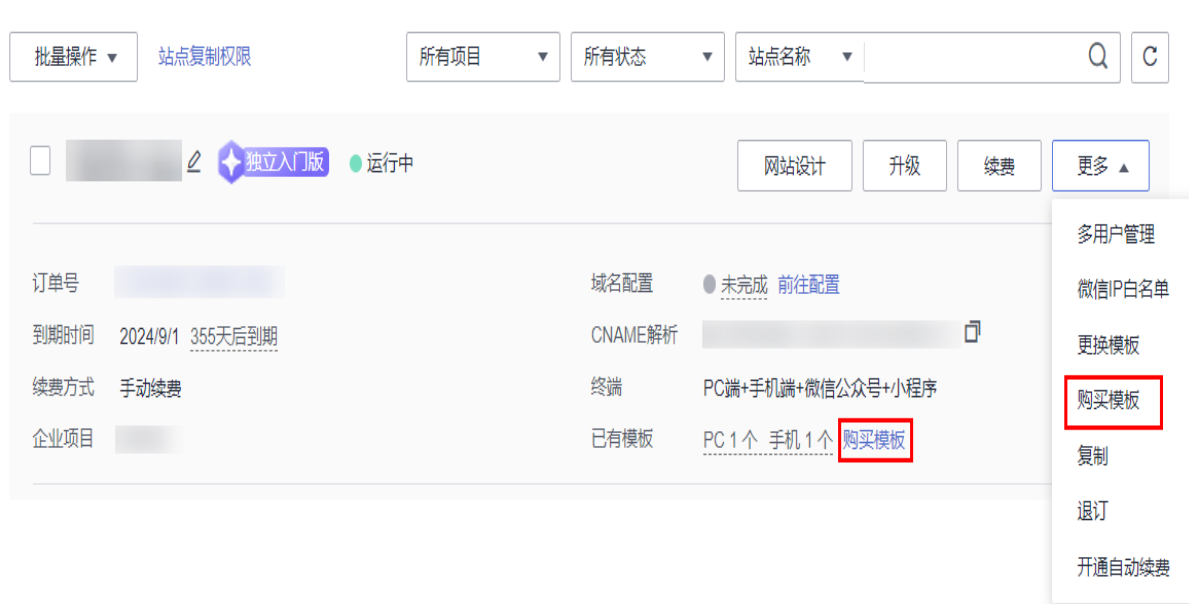 批量操作 站点复制权限 所有项目 所有状态 站点名称
独立入门版 运行中 网站设计 升级 续费 更多
多用户管理
微信IP白名单
更换模板
购买模板
复制
退订
开通自动续费
订单号
到期时间 2024/9/1 355天后到期
续费方式 手动续费
企业项目
域名配置 未完成 前往配置
CNAME解析
终端 PC端+手机端+微信公众号+小程序
已有模板 PC 1 个 手机 1 个 购买模板